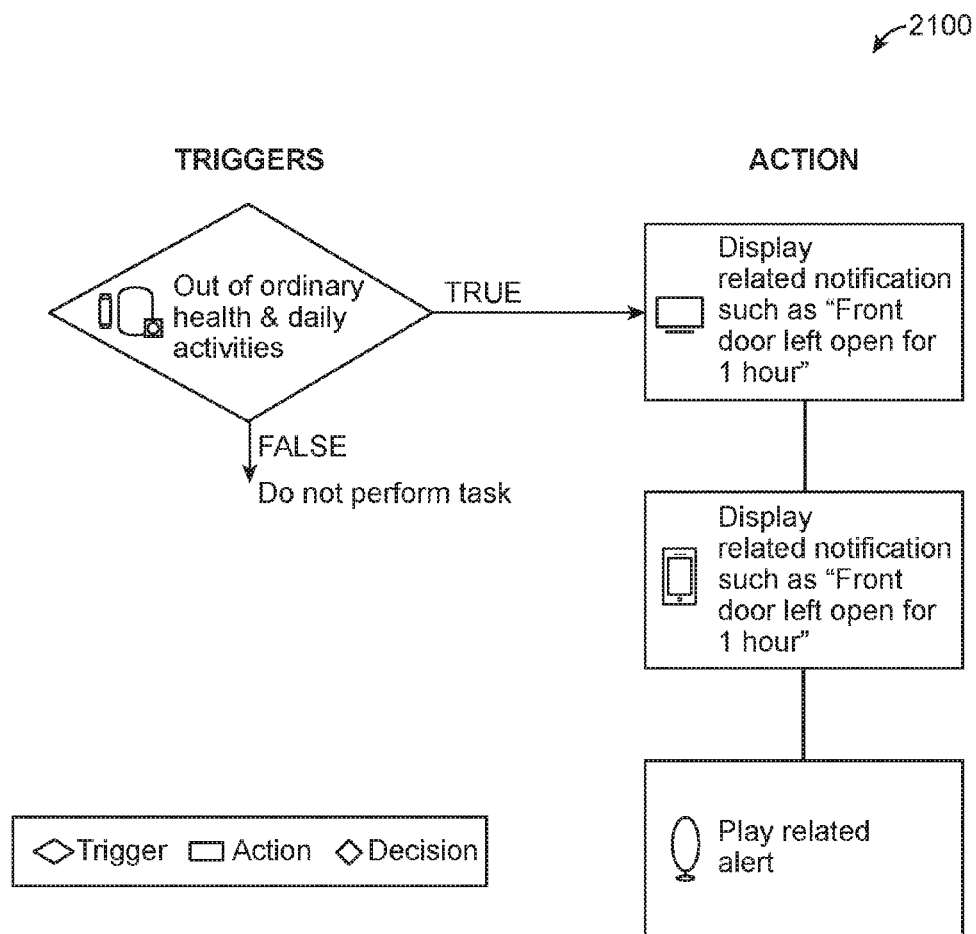 2100
TRIGGERS
ACTION
Out of ordinary
health & daily
activities
TRUE
FALSE
Do not perform task
Display
related notification
such as “Front
door left open for
1 hour”
Display
related notification
such as “Front
door left open for
1 hour”
Play related
alert
Trigger Action Decision